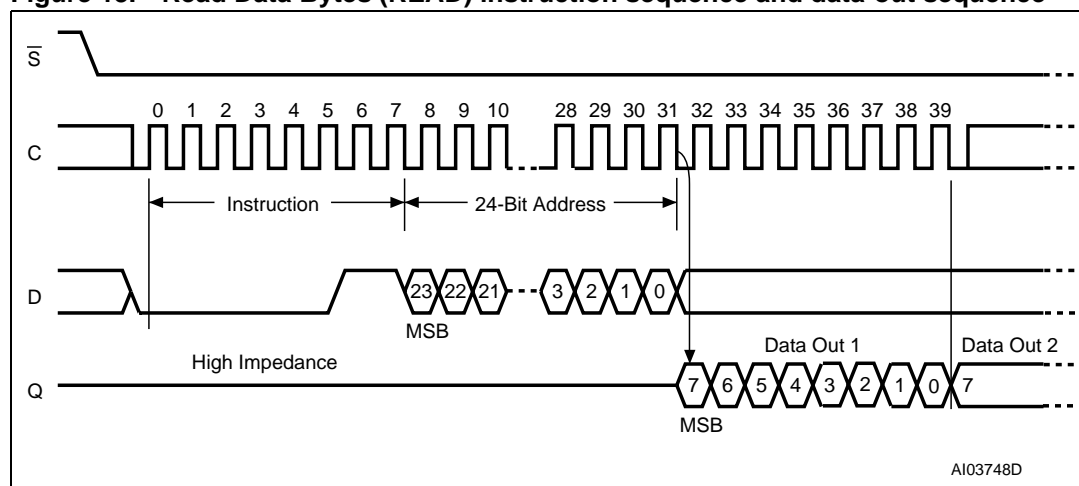 Figure 13. Read Data Bytes (READ) instruction sequence and data-out sequence
S
0 1 2 3 4 5 6 7 8 9 10 28 29 30 31 32 33 34 35 36 37 38 39
C
Instruction 24-Bit Address
D 23 22 21 3 2 1 0
MSB
High Impedance Data Out 1 Data Out 2
Q 7 6 5 4 3 2 1 0 7
MSB
AI03748D